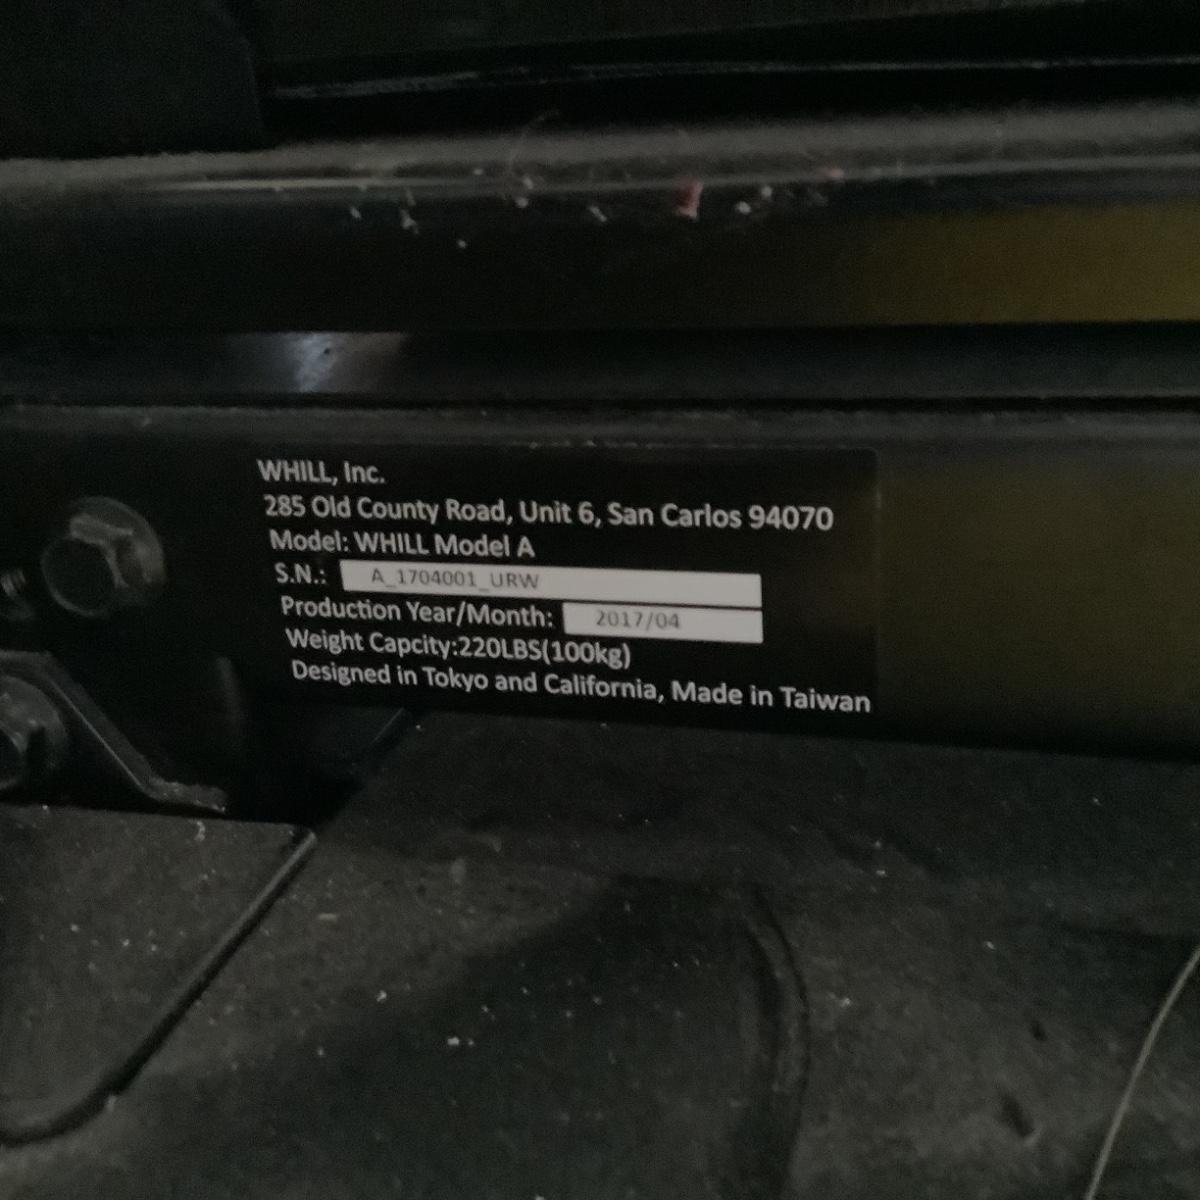 WHILL, Inc.
285 Old County Road, Unit 6, San Carlos 94070
Model: WHILL Model A
S.N.: A_1704001_URW
Production Year/Month: 2017/04
Weight Capcity:220LBS(100kg)
Designed in Tokyo and California, Made in Taiwan